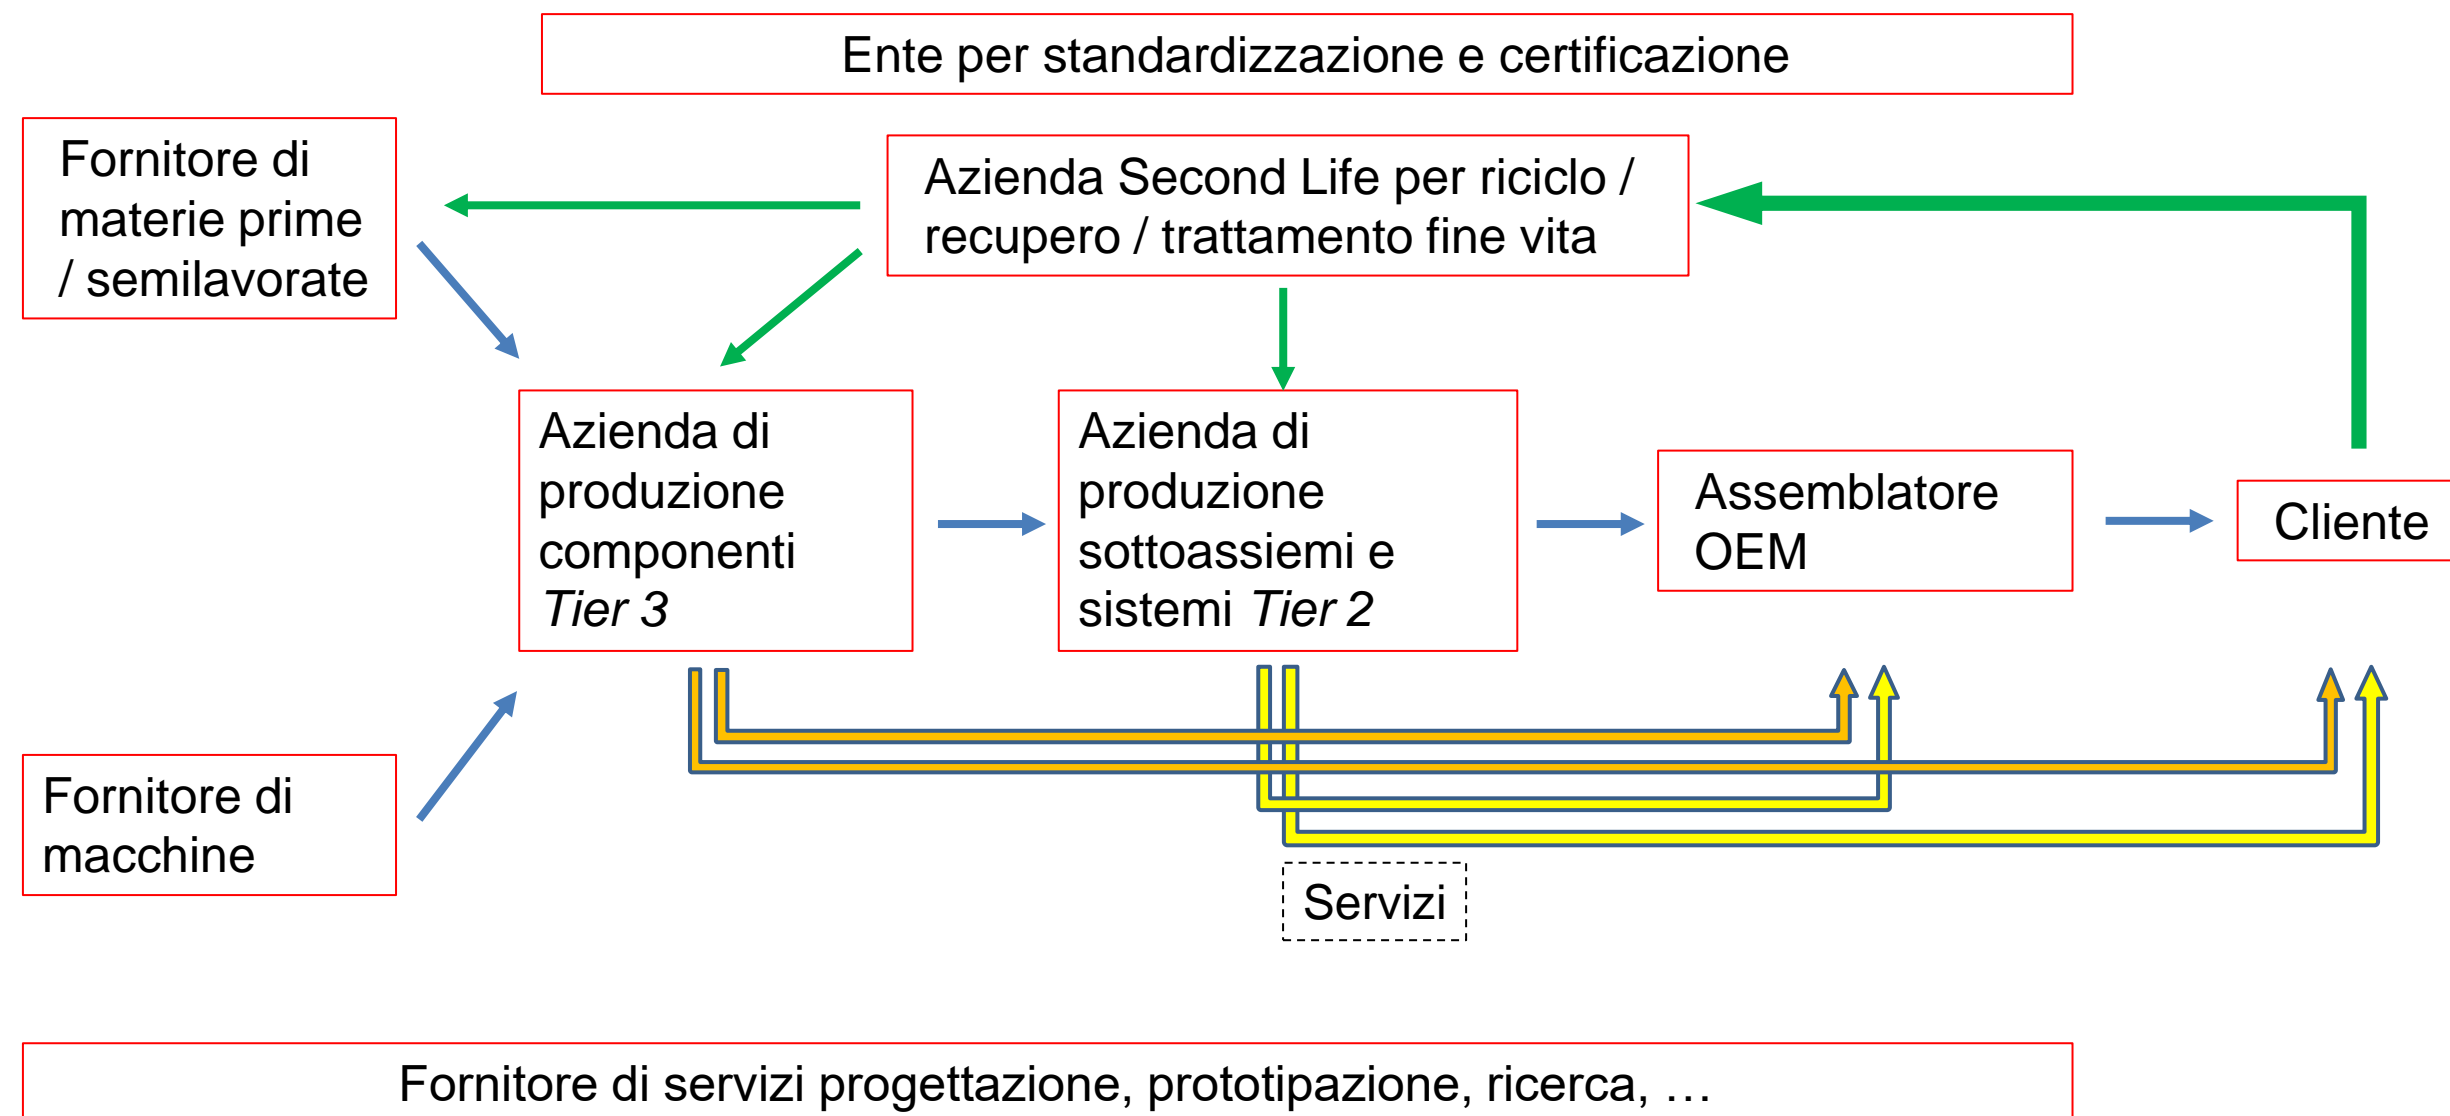 Ente per standardizzazione e certificazione
Fornitore di
materie prime
/ semilavorate
Azienda Second Life per riciclo /
recupero / trattamento fine vita
Azienda di
produzione
componenti
Tier 3
Azienda di
produzione
sottoassiemi e
sistemi Tier 2
Assemblatore
OEM
Cliente
Fornitore di
macchine
Servizi
Fornitore di servizi progettazione, prototipazione, ricerca, …